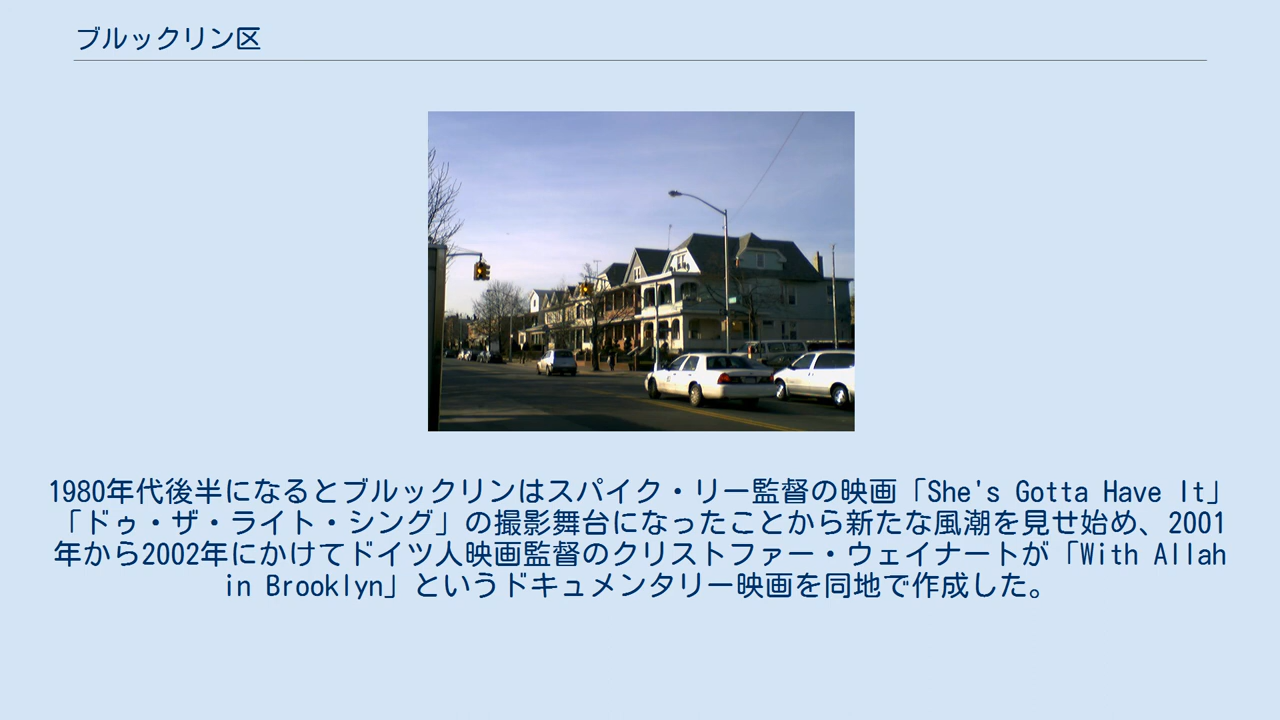 ブルックリン区
1980年代後半になるとブルックリンはスパイク・リー監督の映画「She's Gotta Have It」
「ドゥ・ザ・ライト・シング」の撮影舞台になったことから新たな風潮を見せ始め、2001
年から2002年にかけてドイツ人映画監督のクリストファー・ウェイナートが「With Allah
in Brooklyn」というドキュメンタリー映画を同地で作成した。